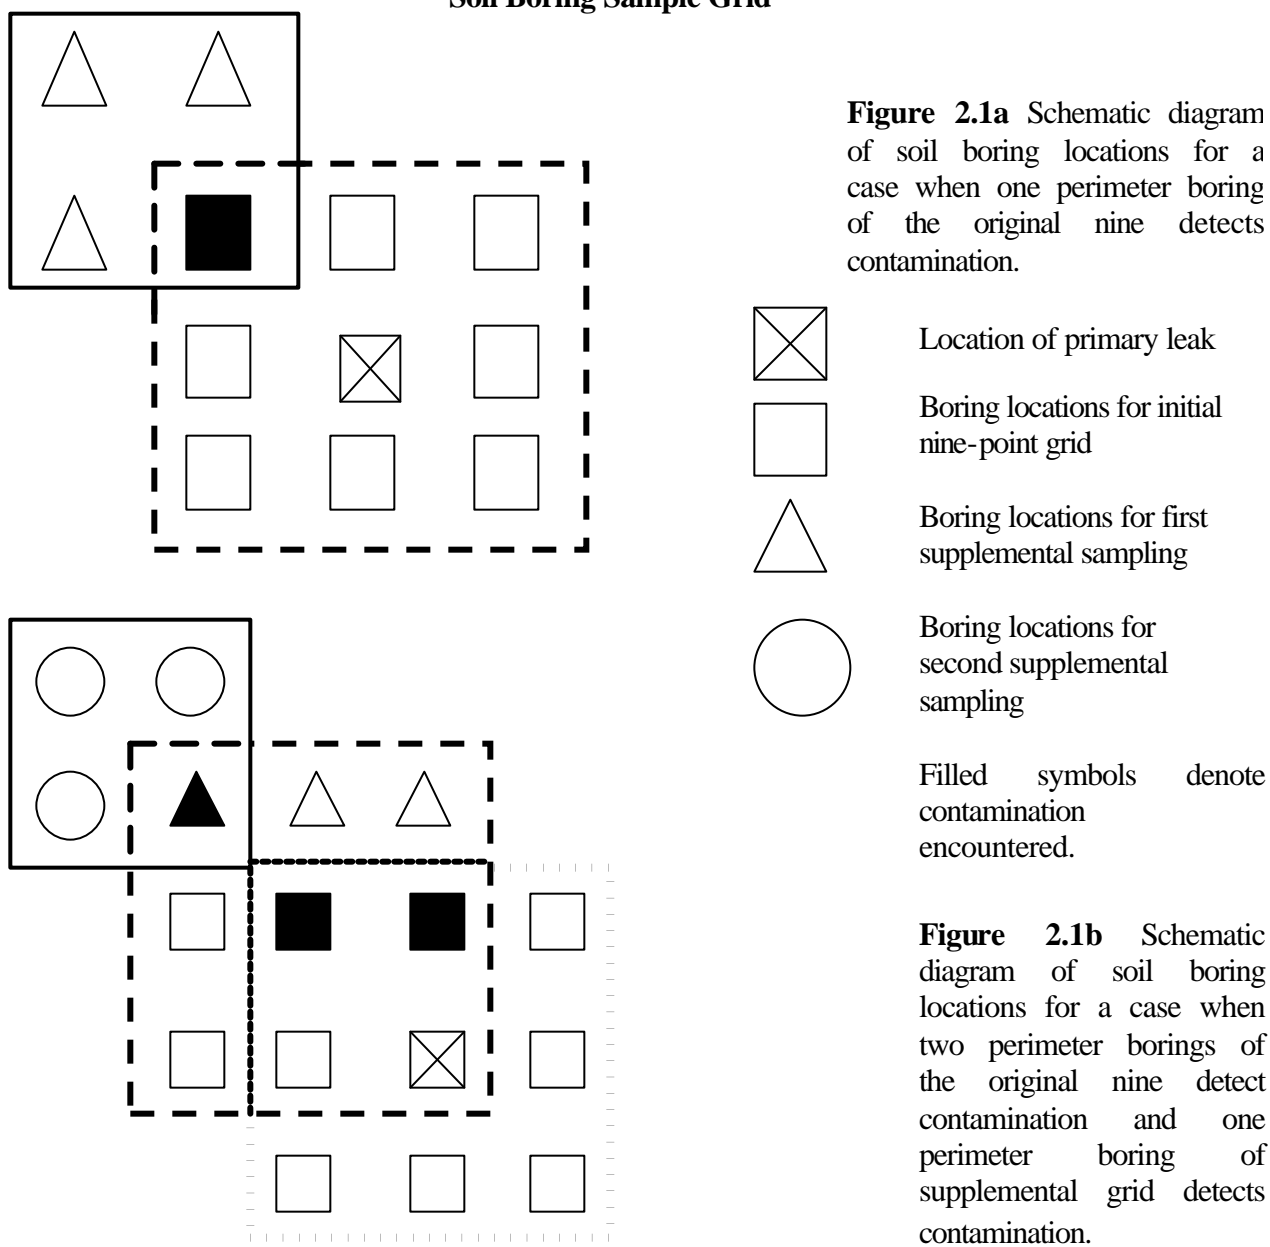 Soil Boring Sample Grid
Figure 2.1a Schematic diagram
of soil boring locations for a
case when one perimeter boring
of the original nine detects
contamination.
Location of primary leak
Boring locations for initial
nine-point grid
Boring locations for first
supplemental sampling
Boring locations for
second supplemental
sampling
Filled symbols denote
contamination
encountered.
Figure 2.1b Schematic
diagram of soil boring
locations for a case when
two perimeter borings of
the original nine detect
contamination and one
perimeter boring of
supplemental grid detects
contamination.